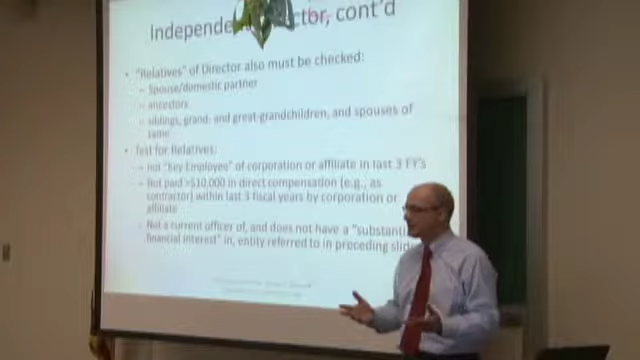 Independent Director, cont'd
• "Relatives" of Director also must be checked:
– Spouse/domestic partner
– ancestors
– siblings, grand- and great-grandchildren, and spouses of
same
• Test for Relatives:
– not "Key Employee" of corporation or affiliate in last 3 FY's
– Not paid >$10,000 in direct compensation (e.g., as
contractor) within last 3 fiscal years by corporation or
affiliate
– Not a current officer of, and does not have a "substanti
financial interest" in, entity referred to in preceding slid